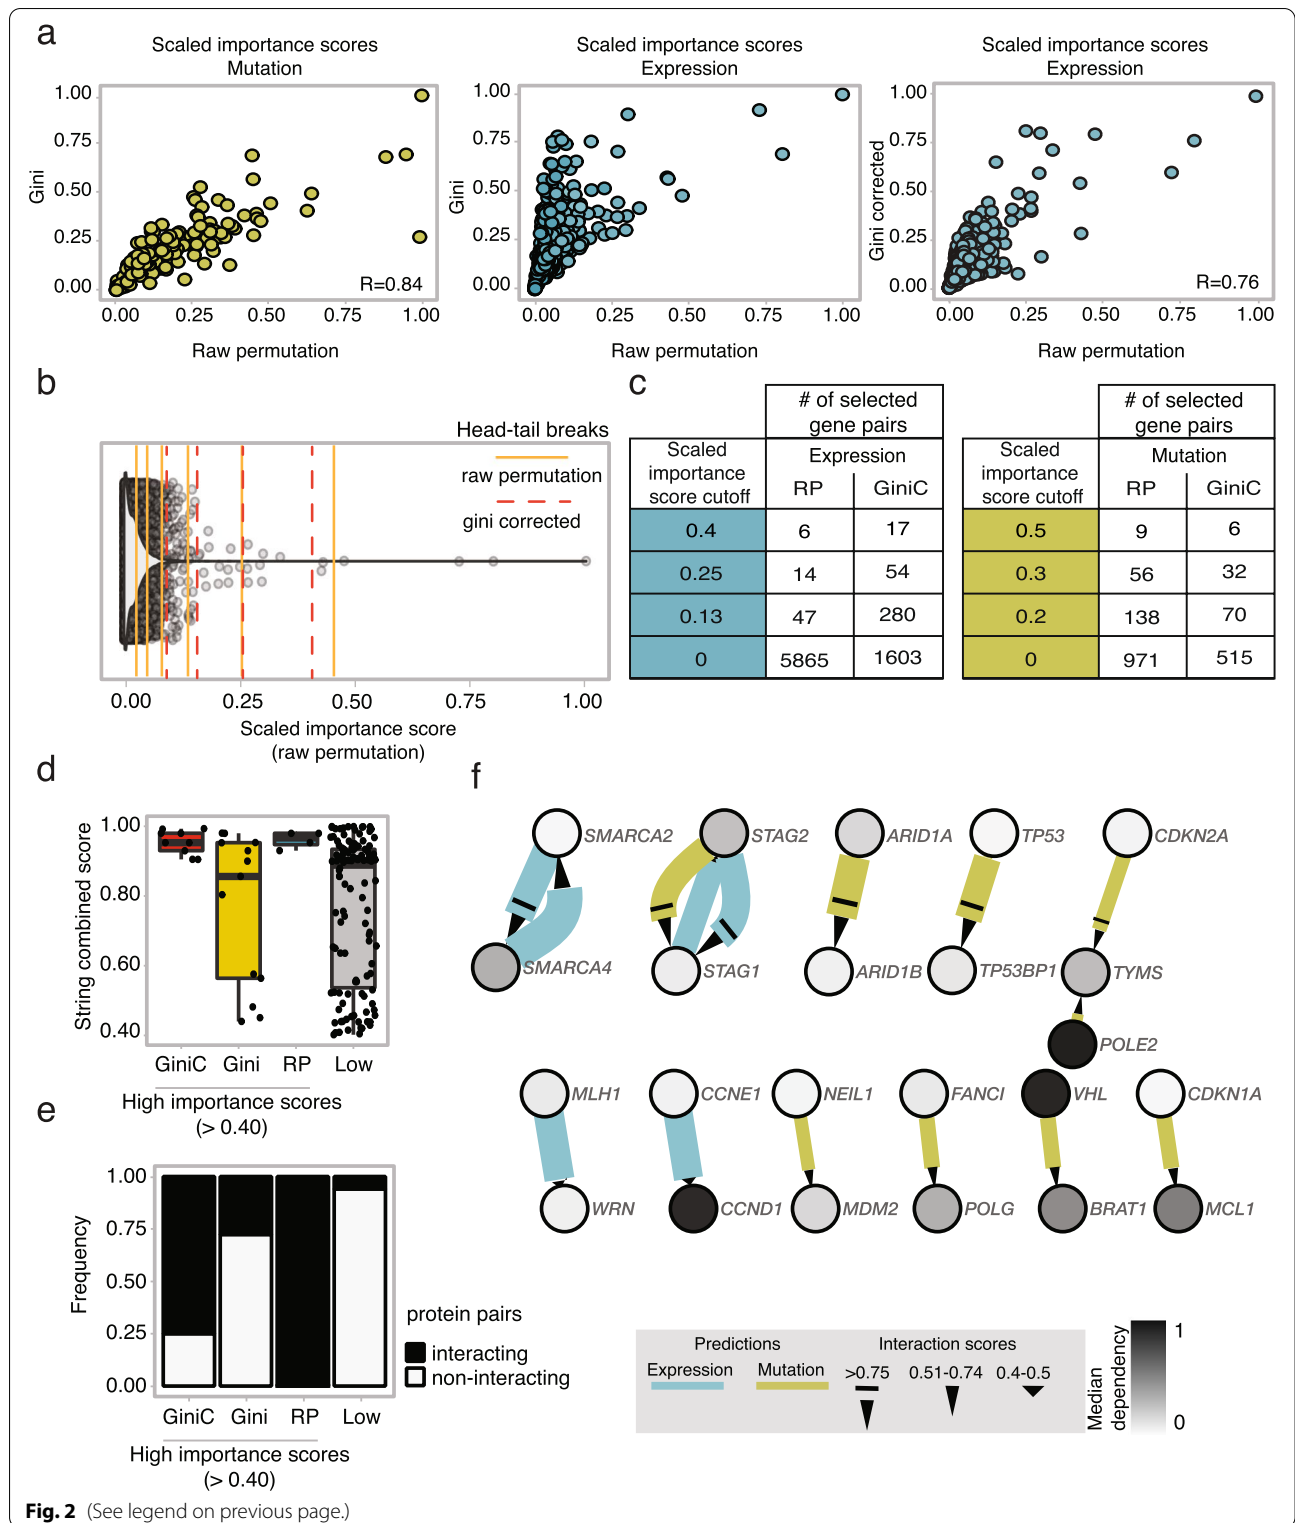 a
Scaled importance scores
Mutation
Scaled importance scores
Expression
Scaled importance scores
Expression
1.00
0.75
0.50
0.25
0.00
Gini
R=0.84
0.00 0.25 0.50 0.75 1.00
Raw permutation
1.00
0.75
0.50
0.25
0.00
Gini
0.00 0.25 0.50 0.75 1.00
Raw permutation
1.00
0.75
0.50
0.25
0.00
Gini corrected
R=0.76
0.00 0.25 0.50 0.75 1.00
Raw permutation
b
Head-tail breaks
raw permutation
gini corrected
0.00 0.25 0.50 0.75 1.00
Scaled importance score
(raw permutation)
c
# of selected
gene pairs
Scaled
importance
score cutoff
Expression
RP GiniC
0.4 6 17
0.25 14 54
0.13 47 280
0 5865 1603
# of selected
gene pairs
Scaled
importance
score cutoff
Mutation
RP GiniC
0.5 9 6
0.3 56 32
0.2 138 70
0 971 515
d
String combined score
1.00
0.80
0.60
0.40
GiniC Gini RP Low
High importance scores
(> 0.40)
e
Frequency
1.00
0.75
0.50
0.25
0.00
GiniC Gini RP Low
High importance scores
(> 0.40)
protein pairs
interacting
non-interacting
f
SMARCA2 STAG2 ARID1A TP53 CDKN2A
SMARCA4 STAG1 ARID1B TP53BP1 TYMS
POLE2
MLH1 CCNE1 NEIL1 FANCI VHL CDKN1A
WRN CCND1 MDM2 POLG BRAT1 MCL1
Predictions
Expression Mutation
Interaction scores
>0.75 0.51-0.74 0.4-0.5
Median
dependency
1
0
Fig. 2 (See legend on previous page.)